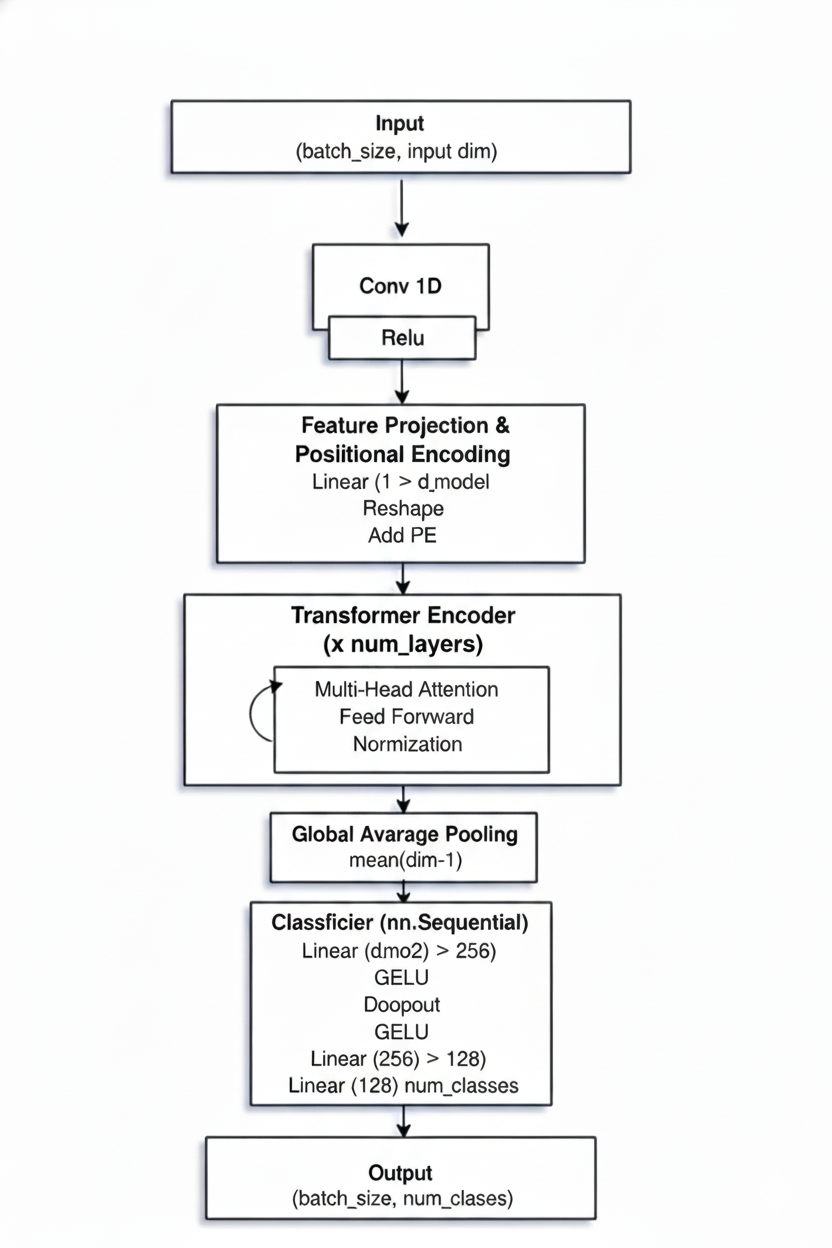 Input
(batch_size, input dim)
Conv 1D
Relu
Feature Projection &
Posiitional Encoding
Linear (1 > d_model
Reshape
Add PE
Transformer Encoder
(x num_layers)
Multi-Head Attention
Feed Forvward
Normization
Global Avarage Pooling
mean(dim-1)
Classficier (nn.Sequential)
Linear (d.mo2) > 256)
GELU
Doopout
GELU
Linear (256) > 128)
Linear (128) num_classes
Output
(batch_size, num_clases)